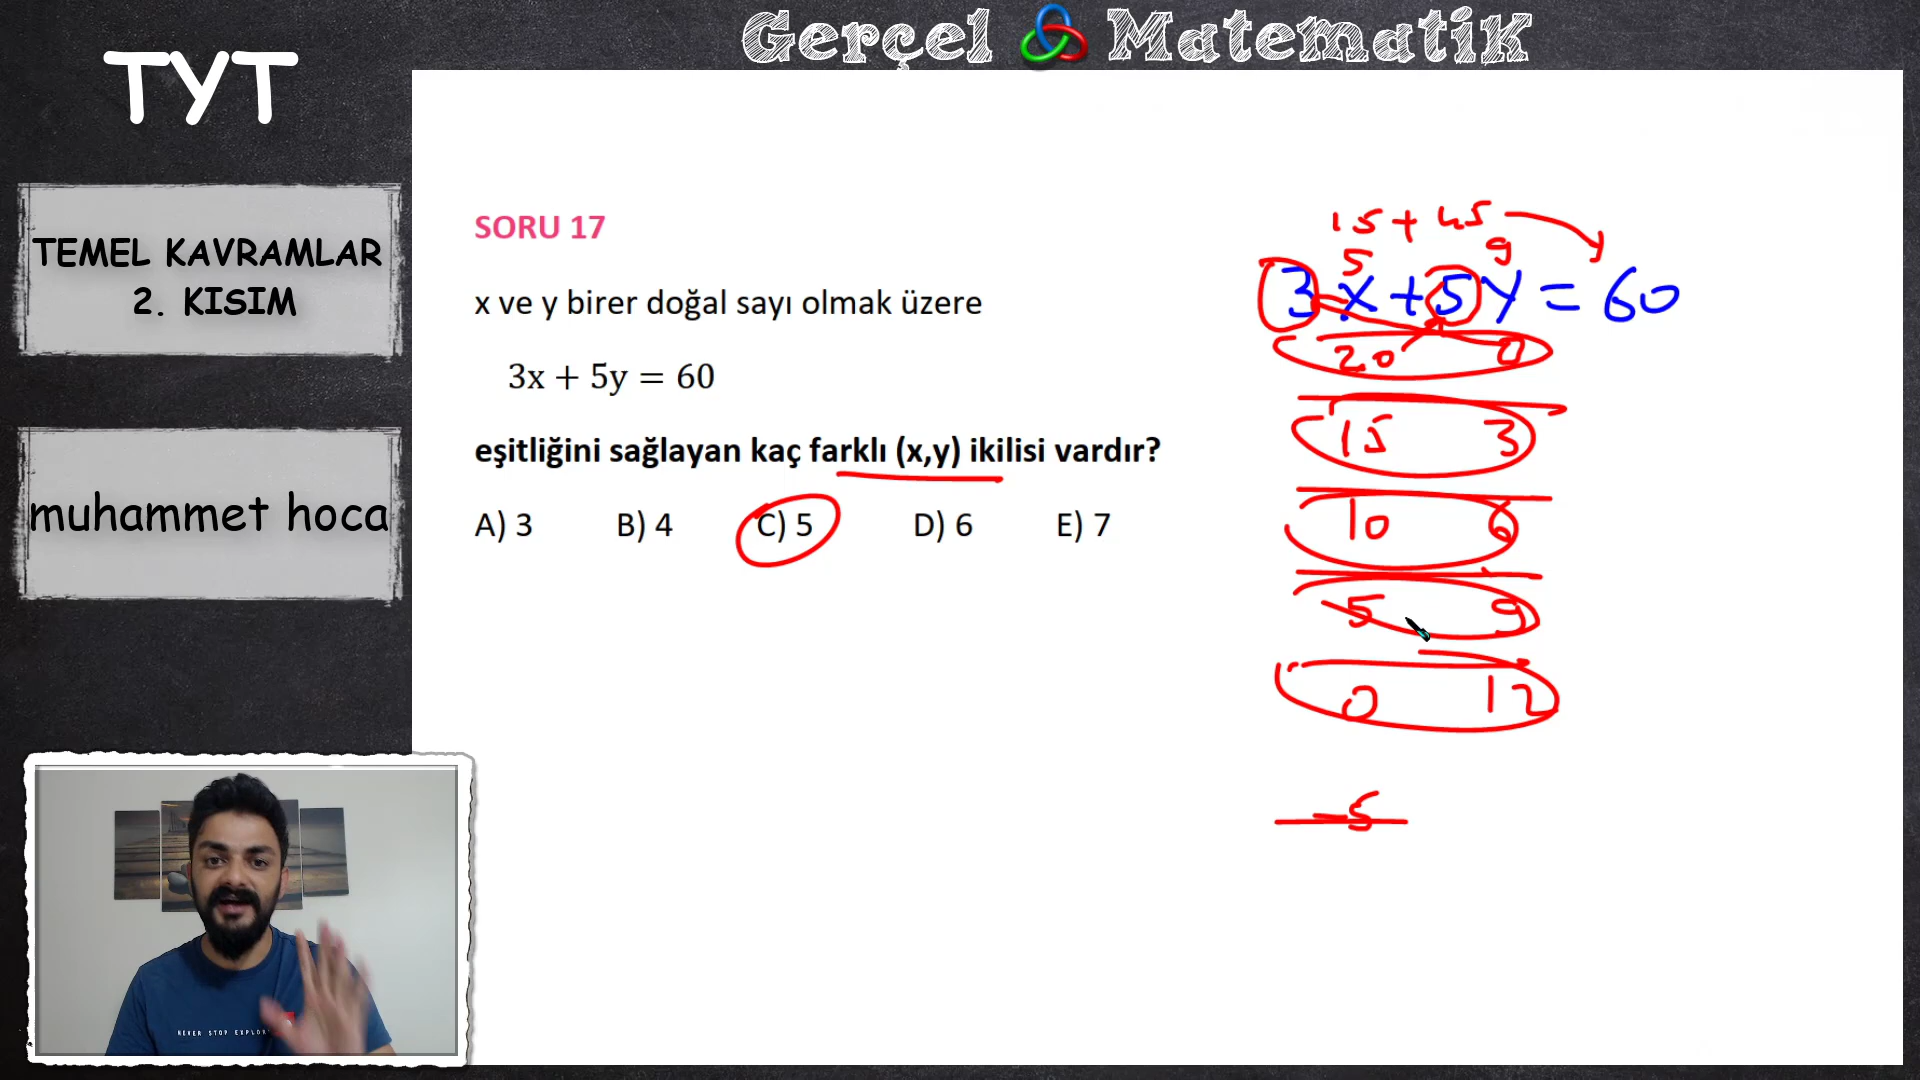 Gerçel Matematik
TYT
TEMEL KAVRAMLAR
2. KISIM
muhammet hoca
SORU 17
x ve y birer doğal sayı olmak üzere
3x + 5y = 60
eşitliğini sağlayan kaç farklı (x,y) ikilisi vardır?
A) 3 B) 4 C) 5 D) 6 E) 7
15 + 45
5 9
3x + 5y = 60
20 0
15 3
10 6
5 9
0 12
-5
NEVER STOP EXPLOR